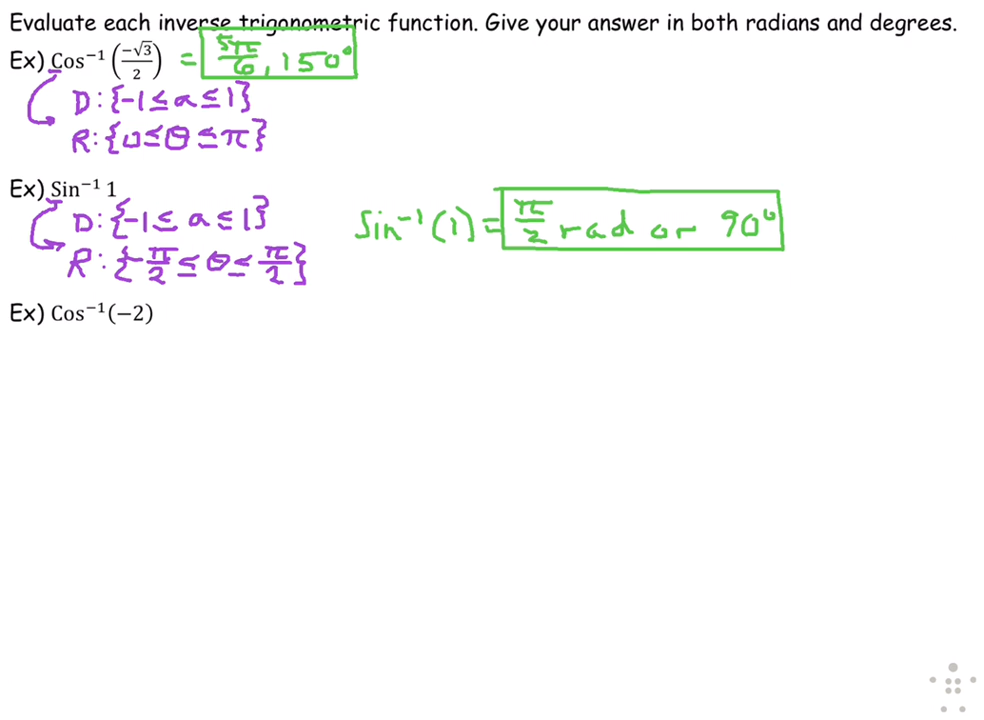 Evaluate each inverse trigonometric function. Give your answer in both radians and degrees.
Ex) Cos⁻¹ (−√3/2) = 5π/6, 150°
D: {-1 ≤ a ≤ 1}
R: {0 ≤ θ ≤ π}
Ex) Sin⁻¹ 1
D: {-1 ≤ a ≤ 1}
Sin⁻¹(1) = π/2 rad or 90°
R: {-π/2 ≤ θ ≤ π/2}
Ex) Cos⁻¹(−2)